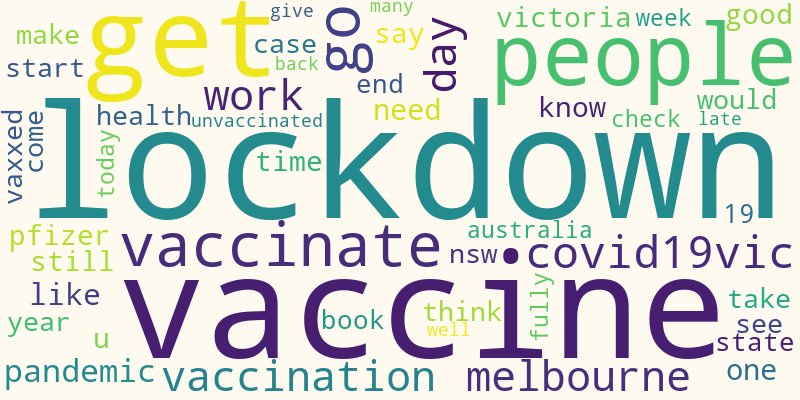 make
get
give
case
back
go
many
say
day
victoria
week
good
people
start
work
end
need
know
would
check
late
health
unvaccinated
vaxxed
come
today
time
lockdown
19
pfizer
still
vaccinate
australia
nsw
covid19vic
like
vaccine
fully
take
year
u
book
think
well
see
state
pandemic
vaccination
melbourne
one